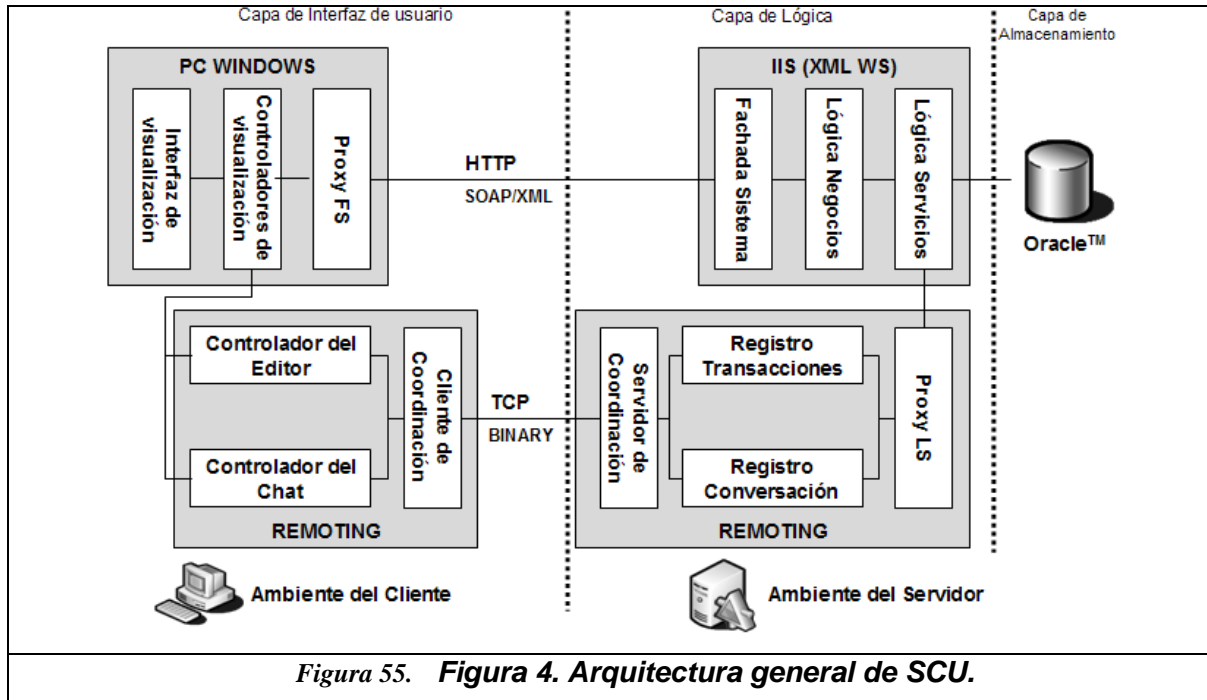 Capa de Interfaz de usuario
Capa de Lógica
Capa de
Almacenamiento
PC WINDOWS
Interfaz de
visualización
Controladores de
visualización
Proxy FS
HTTP
SOAP/XML
IIS (XML WS)
Fachada Sistema
Lógica Negocios
Lógica Servicios
Oracle™
Controlador del
Editor
Controlador del
Chat
Cliente de
Coordinación
REMOTING
TCP
BINARY
Servidor de
Coordinación
Registro
Transacciones
Registro
Conversación
Proxy LS
REMOTING
Ambiente del Cliente
Ambiente del Servidor
Figura 55. Figura 4. Arquitectura general de SCU.